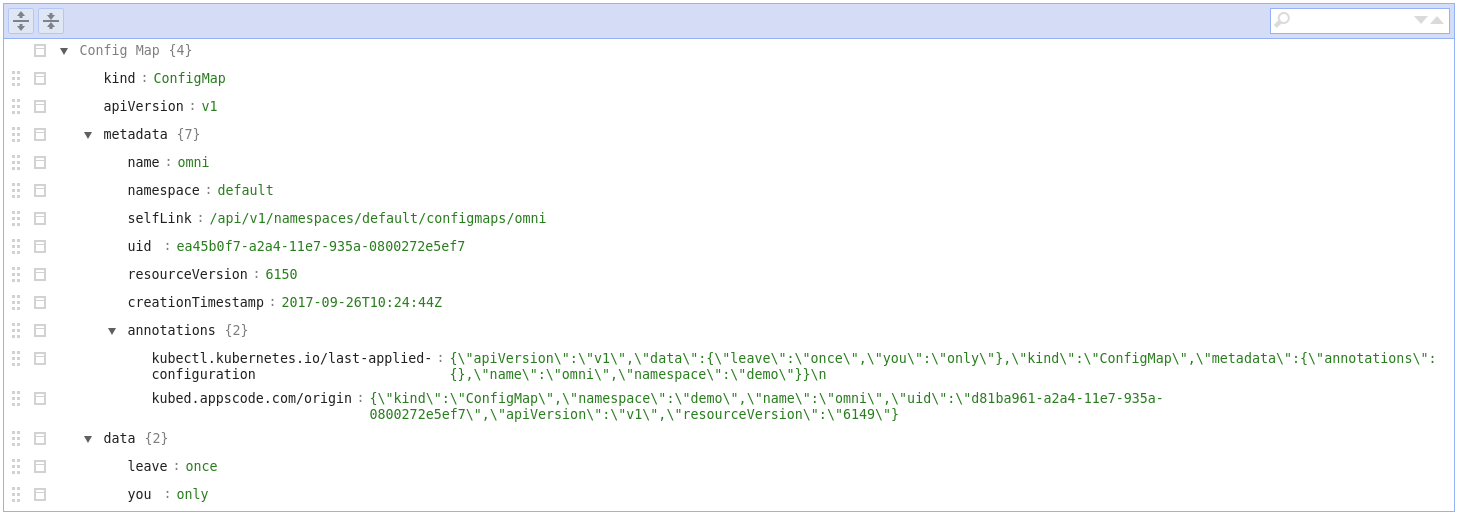 Config Map {4}
kind : ConfigMap
apiVersion : v1
metadata {7}
name : omni
namespace : default
selfLink : /api/v1/namespaces/default/configmaps/omni
uid : ea45b0f7-a2a4-11e7-935a-0800272e5ef7
resourceVersion : 6150
creationTimestamp : 2017-09-26T10:24:44Z
annotations {2}
kubectl.kubernetes.io/last-applied- : {\"apiVersion\":\"v1\",\"data\":{\"leave\":\"once\",\"you\":\"only\"},\"kind\":\"ConfigMap\",\"metadata\":{\"annotations\":
configuration {},\"name\":\"omni\",\"namespace\":\"demo\"}}\n
kubed.appscode.com/origin : {\"kind\":\"ConfigMap\",\"namespace\":\"demo\",\"name\":\"omni\",\"uid\":\"d81ba961-a2a4-11e7-935a-
0800272e5ef7\",\"apiVersion\":\"v1\",\"resourceVersion\":\"6149\"}
data {2}
leave : once
you : only